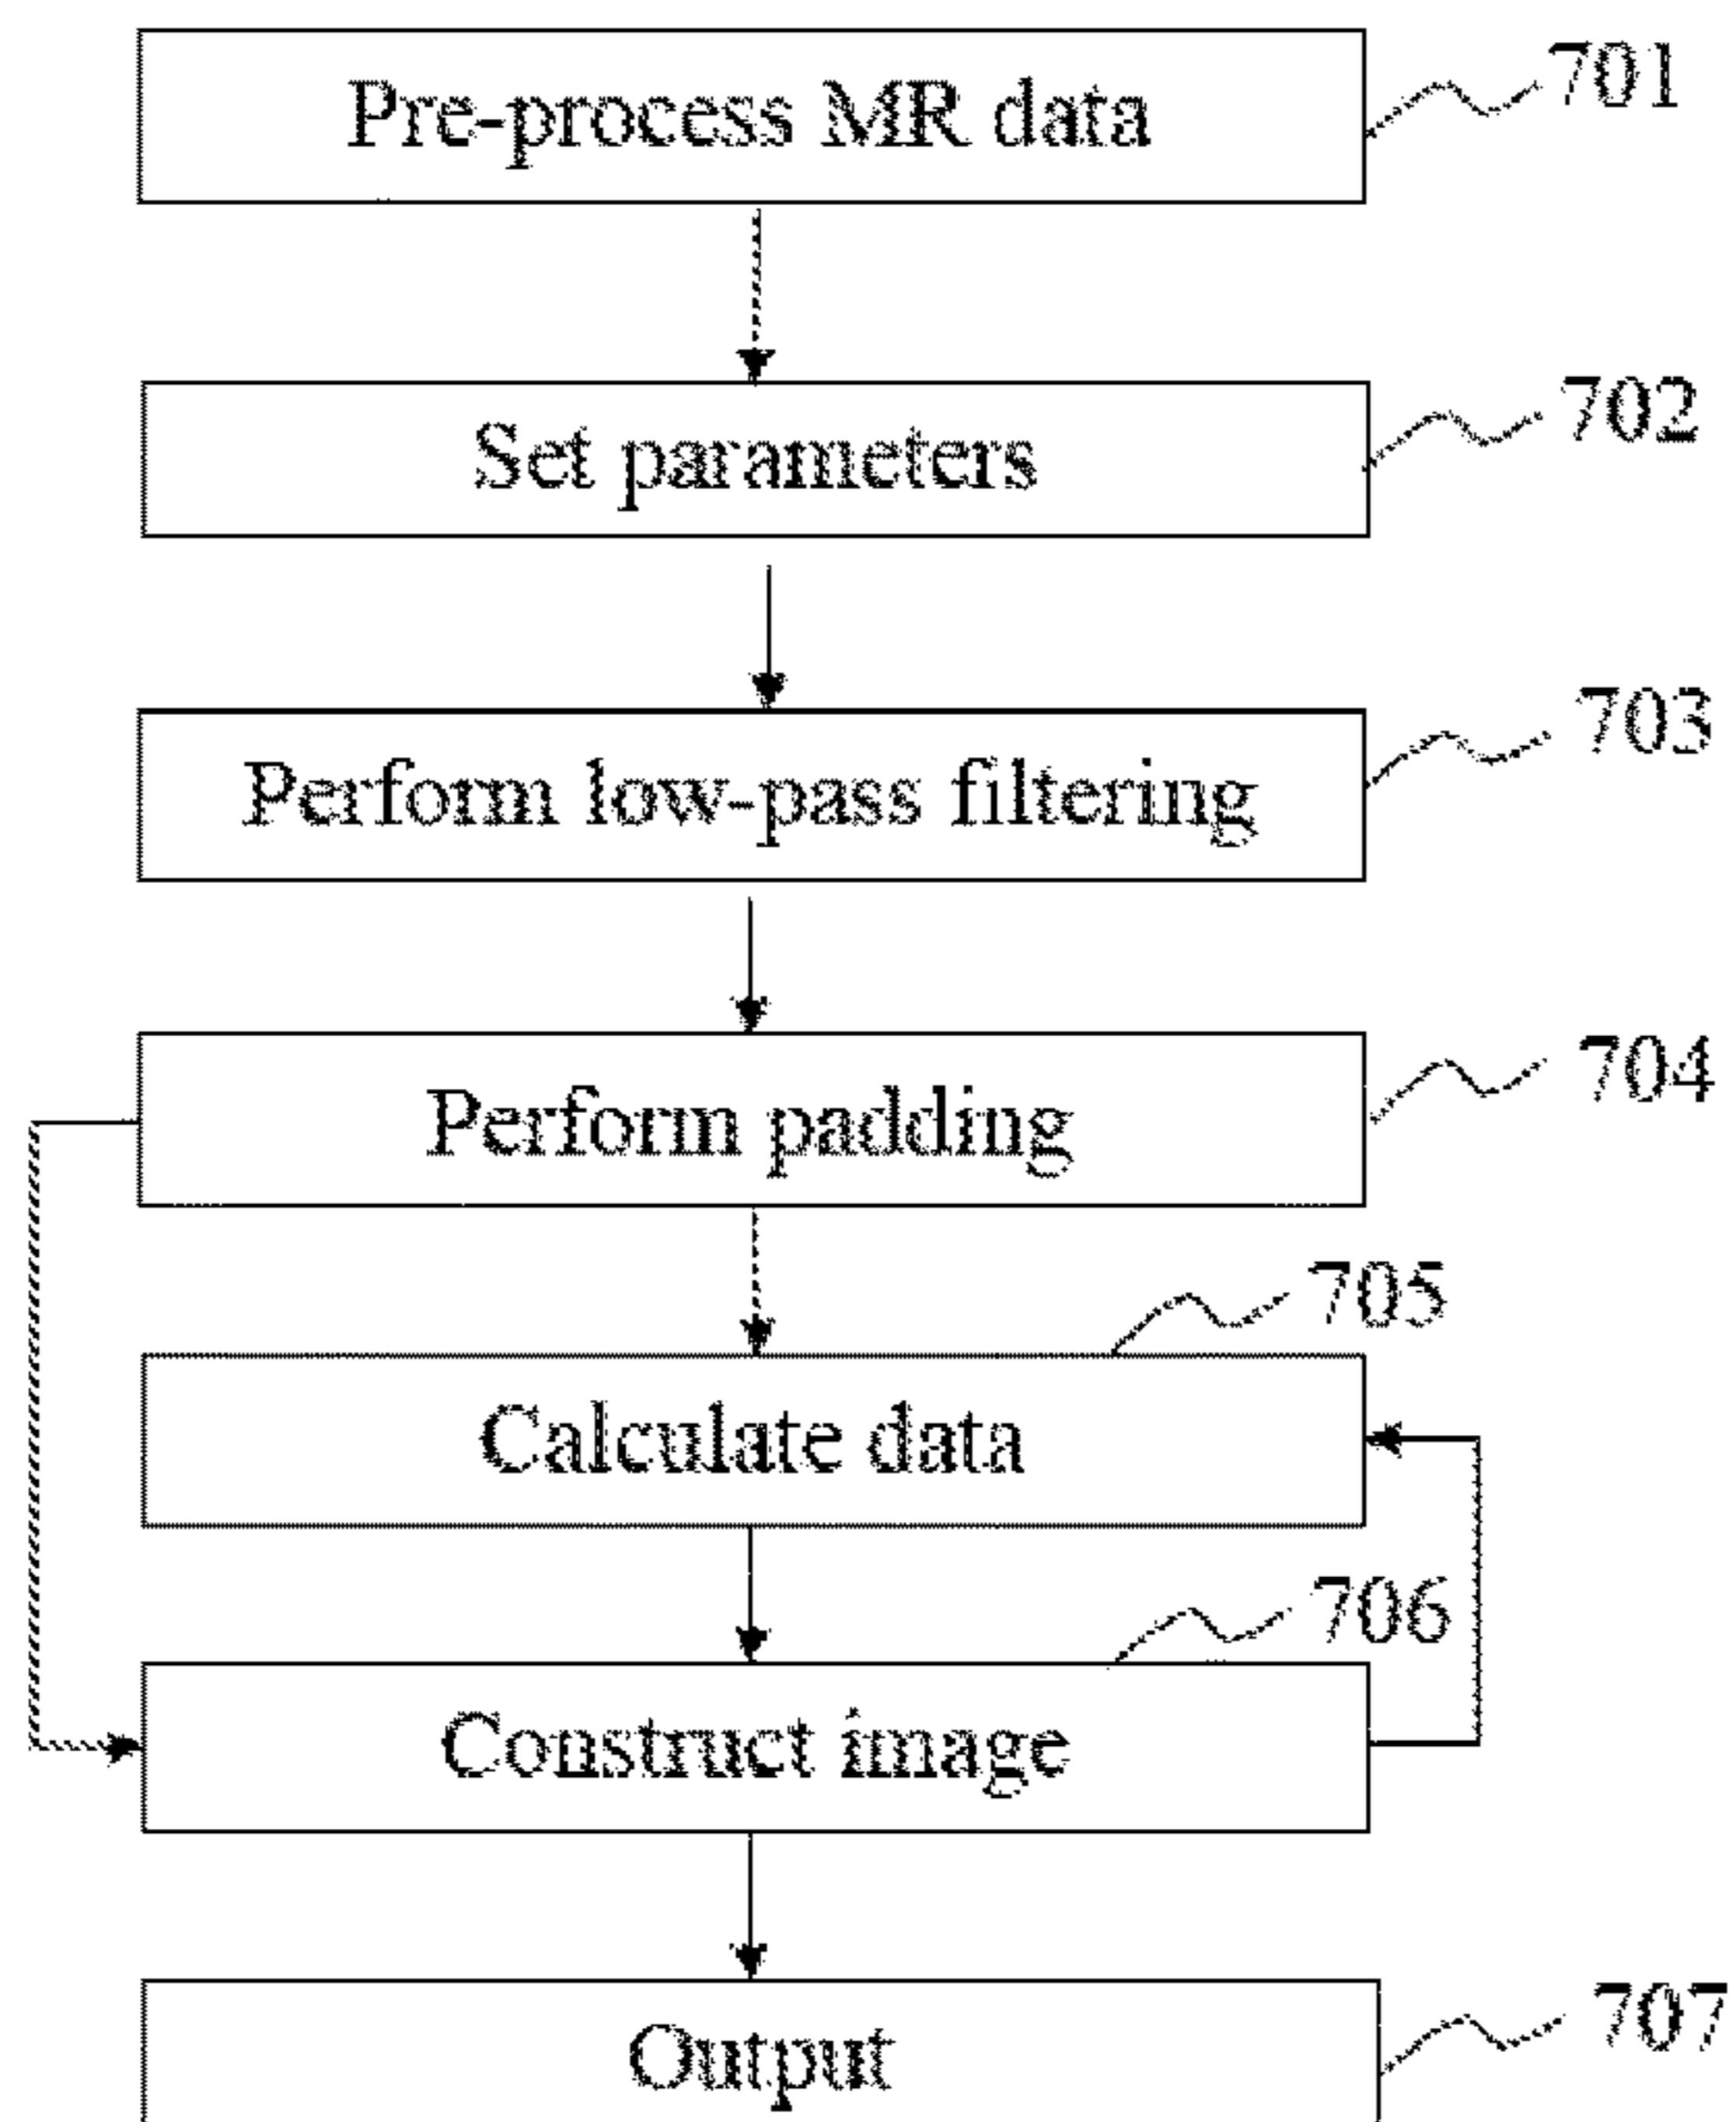 Pre-process MR data
701
Set parameters
702
Perform low-pass filtering
703
Perform padding
704
705
Calculate data
706
Construct image
Output
707